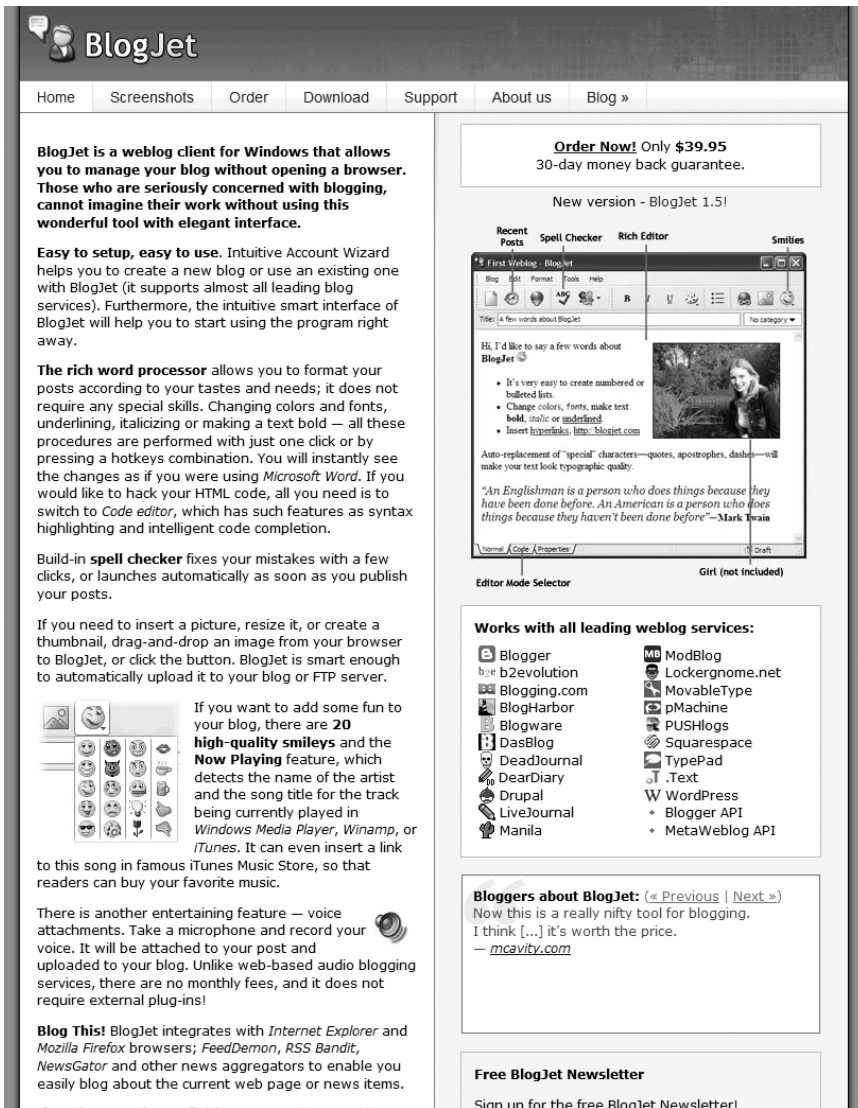 BlogJet
Home Screenshots Order Download Support About us Blog »
BlogJet is a weblog client for Windows that allows
you to manage your blog without opening a browser.
Those who are seriously concerned with blogging,
cannot imagine their work without using this
wonderful tool with elegant interface.
Easy to setup, easy to use. Intuitive Account Wizard
helps you to create a new blog or use an existing one
with BlogJet (it supports almost all leading blog
services). Furthermore, the intuitive smart interface of
BlogJet will help you to start using the program right
away.
The rich word processor allows you to format your
posts according to your tastes and needs; it does not
require any special skills. Changing colors and fonts,
underlining, italicizing or making a text bold — all these
procedures are performed with just one click or by
pressing a hotkeys combination. You will instantly see
the changes as if you were using Microsoft Word. If you
would like to hack your HTML code, all you need is to
switch to Code editor, which has such features as syntax
highlighting and intelligent code completion.
Build-in spell checker fixes your mistakes with a few
clicks, or launches automatically as soon as you publish
your posts.
If you need to insert a picture, resize it, or create a
thumbnail, drag-and-drop an image from your browser
to BlogJet, or click the button. BlogJet is smart enough
to automatically upload it to your blog or FTP server.
If you want to add some fun to
your blog, there are 20
high-quality smileys and the
Now Playing feature, which
detects the name of the artist
and the song title for the track
being currently played in
Windows Media Player, Winamp, or
iTunes. It can even insert a link
to this song in famous iTunes Music Store, so that
readers can buy your favorite music.
There is another entertaining feature — voice
attachments. Take a microphone and record your
voice. It will be attached to your post and
uploaded to your blog. Unlike web-based audio blogging
services, there are no monthly fees, and it does not
require external plug-ins!
Blog This! BlogJet integrates with Internet Explorer and
Mozilla Firefox browsers; FeedDemon, RSS Bandit,
NewsGator and other news aggregators to enable you
easily blog about the current web page or news items.
Order Now! Only $39.95
30-day money back guarantee.
New version - BlogJet 1.5!
Recent
Posts
Spell Checker
Rich Editor
Smilies
First Weblog - BlogJet
Blog Edit Format Tools Help
ABC B I U
Title: A few words about BlogJet No category
Hi, I'd like to say a few words about
BlogJet
• It's very easy to create numbered or
bulleted lists.
• Change colors, fonts, make text
bold, italic or underlined.
• Insert hyperlinks, http://blogjet.com
Auto-replacement of "special" characters—quotes, apostrophes, dashes—will
make your text look typographic quality.
"An Englishman is a person who does things because they
have been done before. An American is a person who does
things because they haven't been done before"—Mark Twain
Normal Code Properties Draft
Editor Mode Selector
Girl (not included)
Works with all leading weblog services:
Blogger
b2e b2evolution
Blogging.com
BlogHarbor
B Blogware
DasBlog
DeadJournal
DearDiary
Drupal
LiveJournal
Manila
MB ModBlog
Lockergnome.net
MovableType
pMachine
PUSHlogs
Squarespace
TypePad
.T .Text
W WordPress
Blogger API
MetaWeblog API
Bloggers about BlogJet: (« Previous | Next »)
Now this is a really nifty tool for blogging.
I think [...] it's worth the price.
— mcavity.com
Free BlogJet Newsletter
Sign up for the free BlogJet Newsletter!